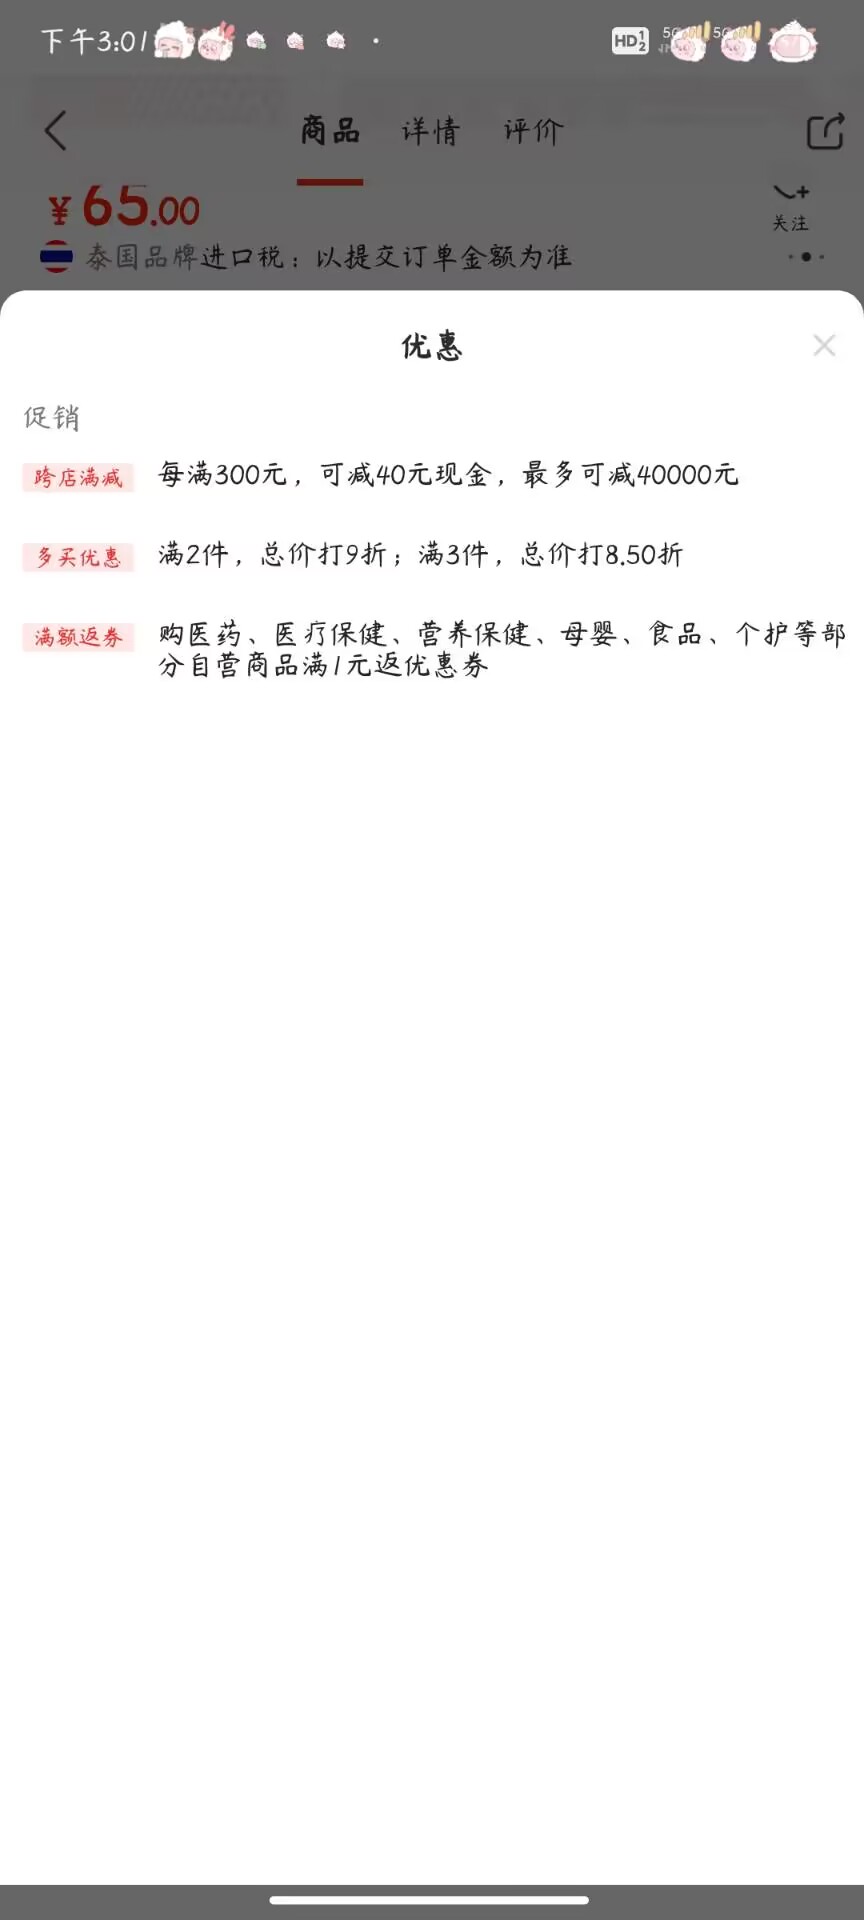 下午3:01
HD 1 2 5G 5G
商品 详情 评价
¥65.00
关注
泰国品牌进口税：以提交订单金额为准
优惠
促销
跨店满减 每满300元，可减40元现金，最多可减40000元
多买优惠 满2件，总价打9折；满3件，总价打8.50折
满额返券 购医药、医疗保健、营养保健、母婴、食品、个护等部
分自营商品满1元返优惠券